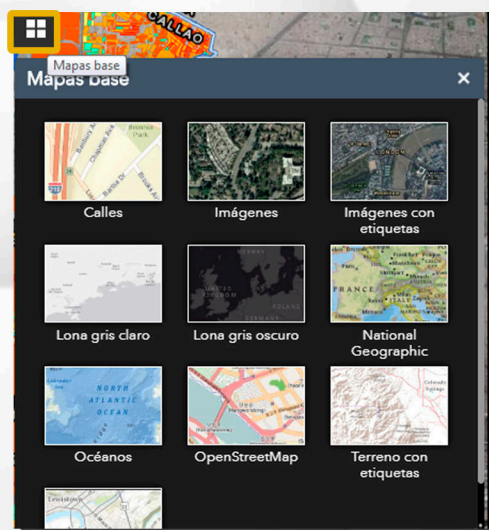 CALLAO
Mapas base
Mapas base
Calles
Imágenes
Imágenes con
etiquetas
Lona gris claro
Lona gris oscuro
National
Geographic
NORTH
ATLANTIC
OCEAN
Océanos
OpenStreetMap
Terreno con
etiquetas